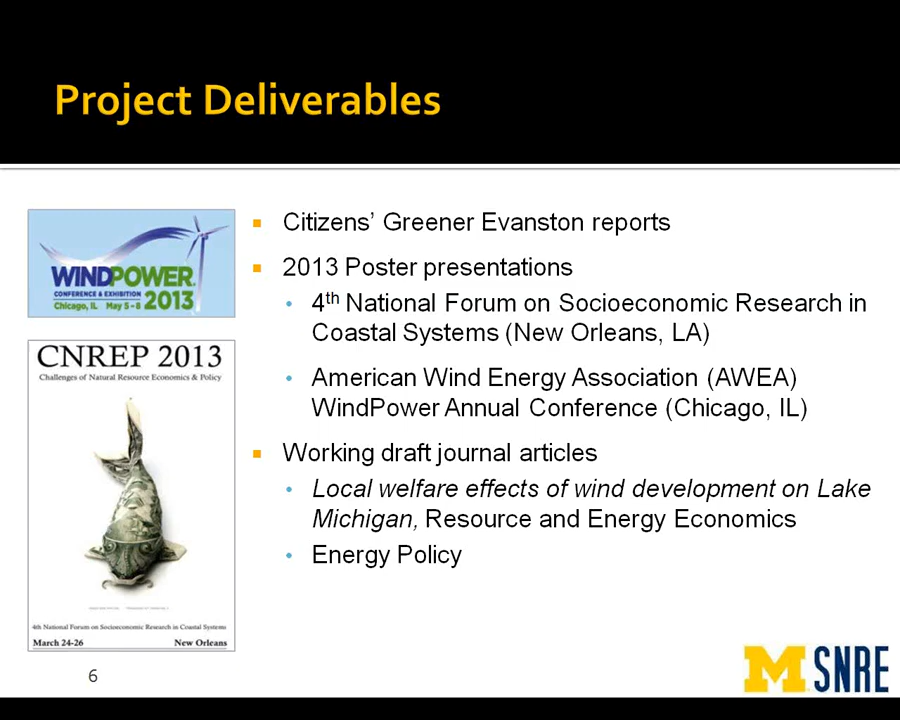 Project Deliverables
WINDPOWER
CONFERENCE & EXHIBITION 2013
Chicago, IL May 5 - 8
CNREP 2013
Challenges of Natural Resource Economics & Policy
4th National Forum on Socioeconomic Research in Coastal Systems
March 24-26 New Orleans
Citizens’ Greener Evanston reports
2013 Poster presentations
4th National Forum on Socioeconomic Research in
Coastal Systems (New Orleans, LA)
American Wind Energy Association (AWEA)
WindPower Annual Conference (Chicago, IL)
Working draft journal articles
Local welfare effects of wind development on Lake
Michigan, Resource and Energy Economics
Energy Policy
6
M SNRE